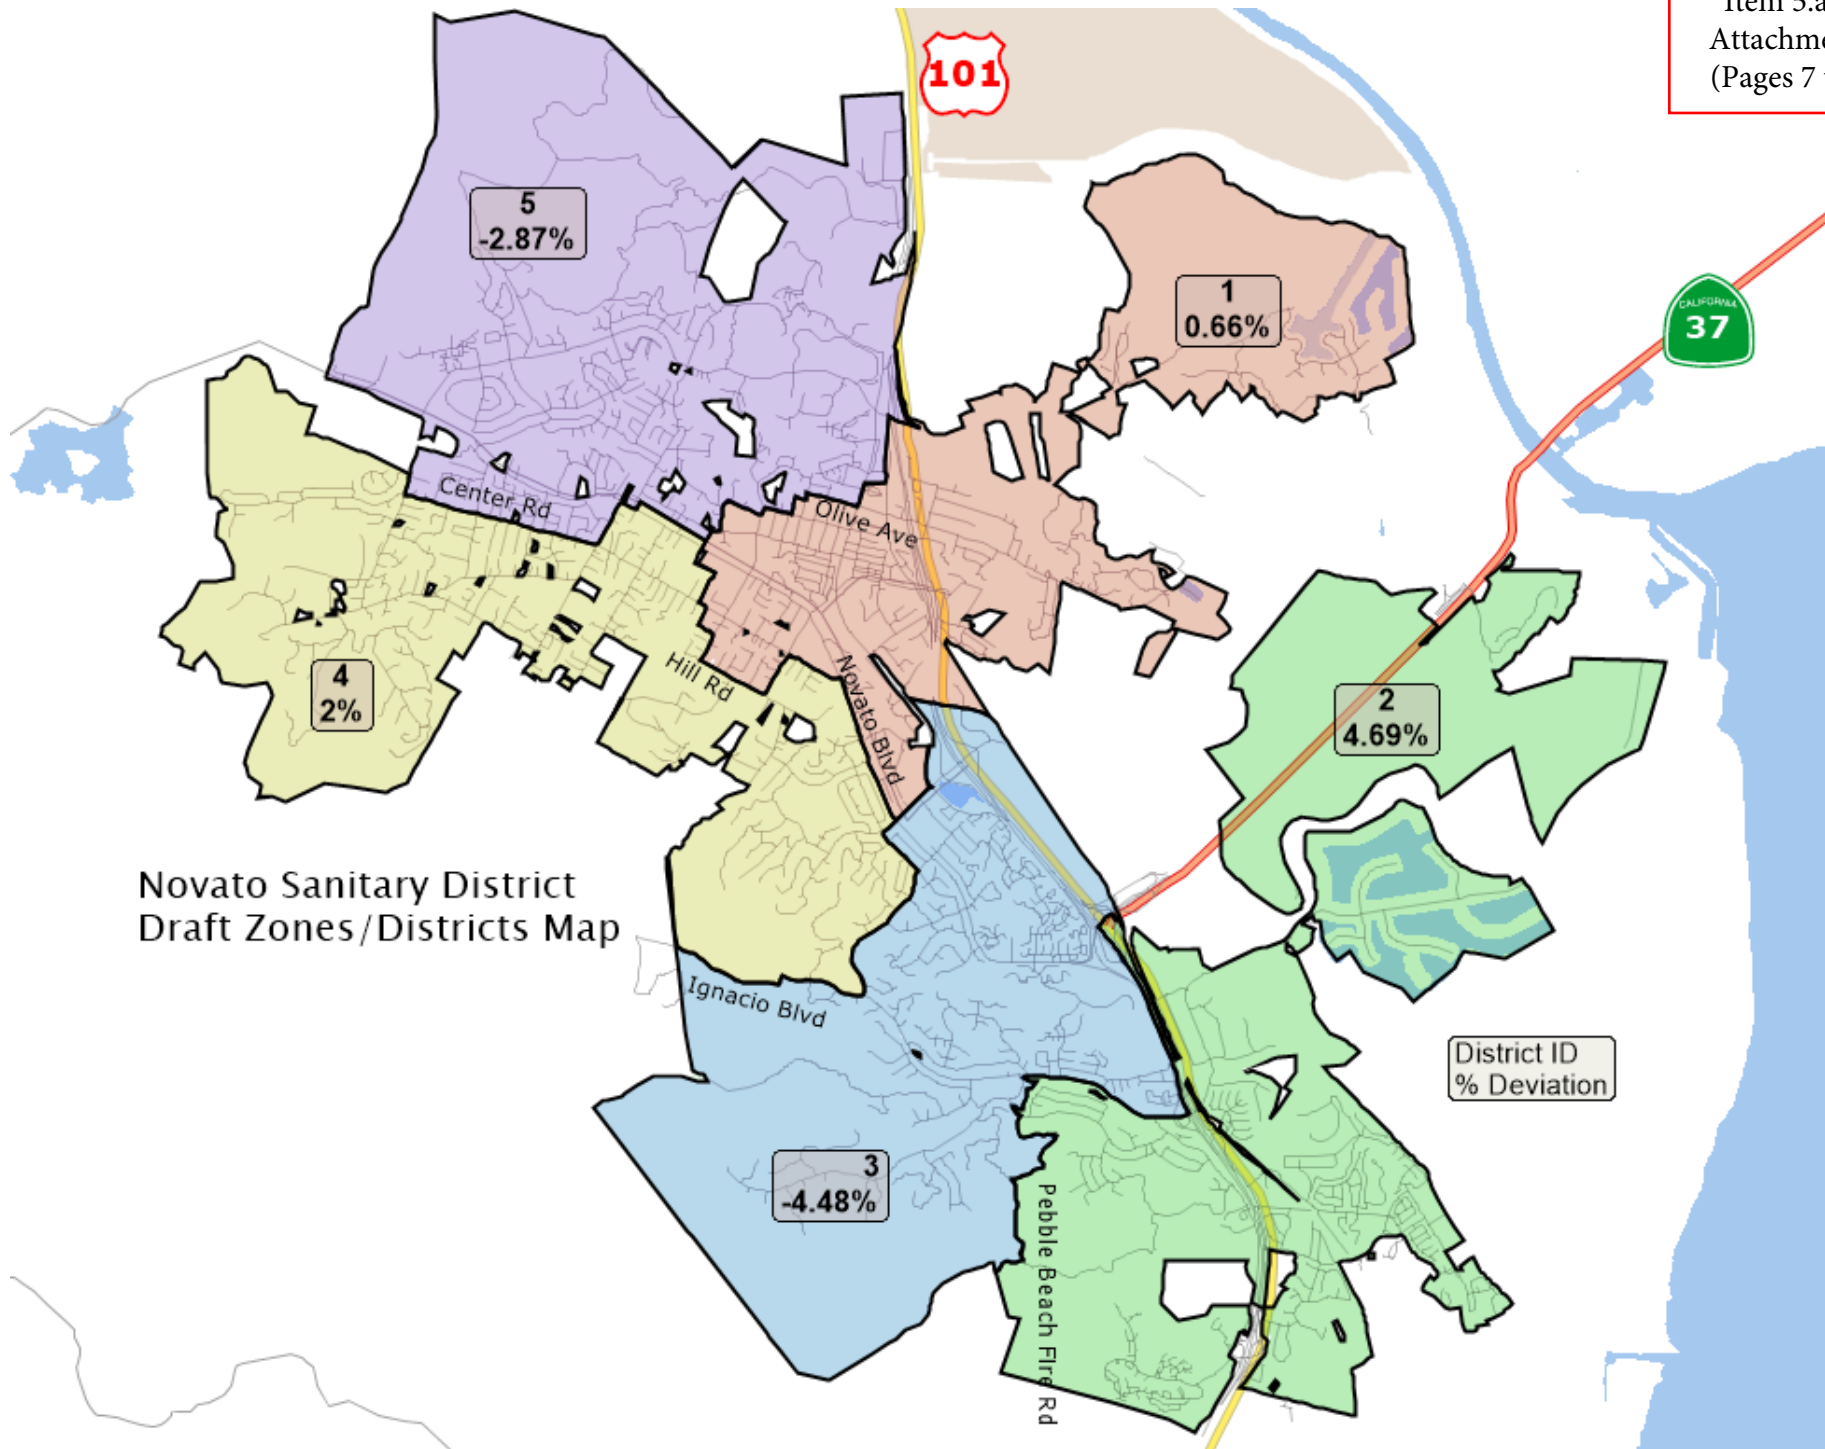 Item 5.a
Attachm
(Pages 7
101
5
-2.87%
1
0.66%
CALIFORNIA
37
Center Rd
Olive Ave
4
2%
Hill Rd
Novato Blvd
2
4.69%
Novato Sanitary District
Draft Zones/Districts Map
Ignacio Blvd
District ID
% Deviation
3
-4.48%
Pebble Beach Fire Rd